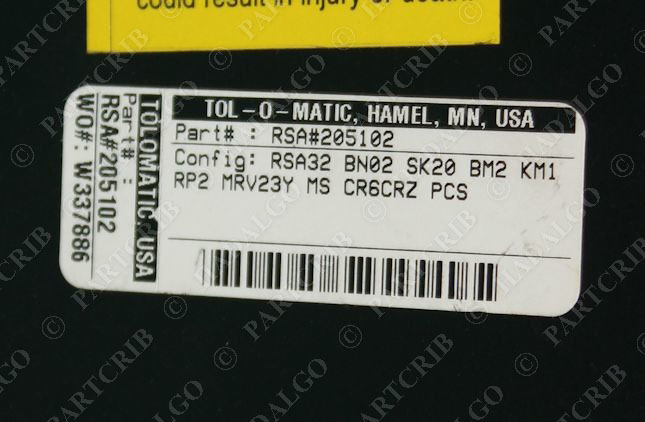 could result in injury or death.
TOL-O-MATIC, HAMEL, MN, USA
Part# : RSA#205102
Config: RSA32 BN02 SK20 BM2 KM1
RP2 MRV23Y MS CR6CRZ PCS
TOLOMATIC USA
Part# :
RSA#205102
WO#: W337886
© PARTCRIB
© MADALGO